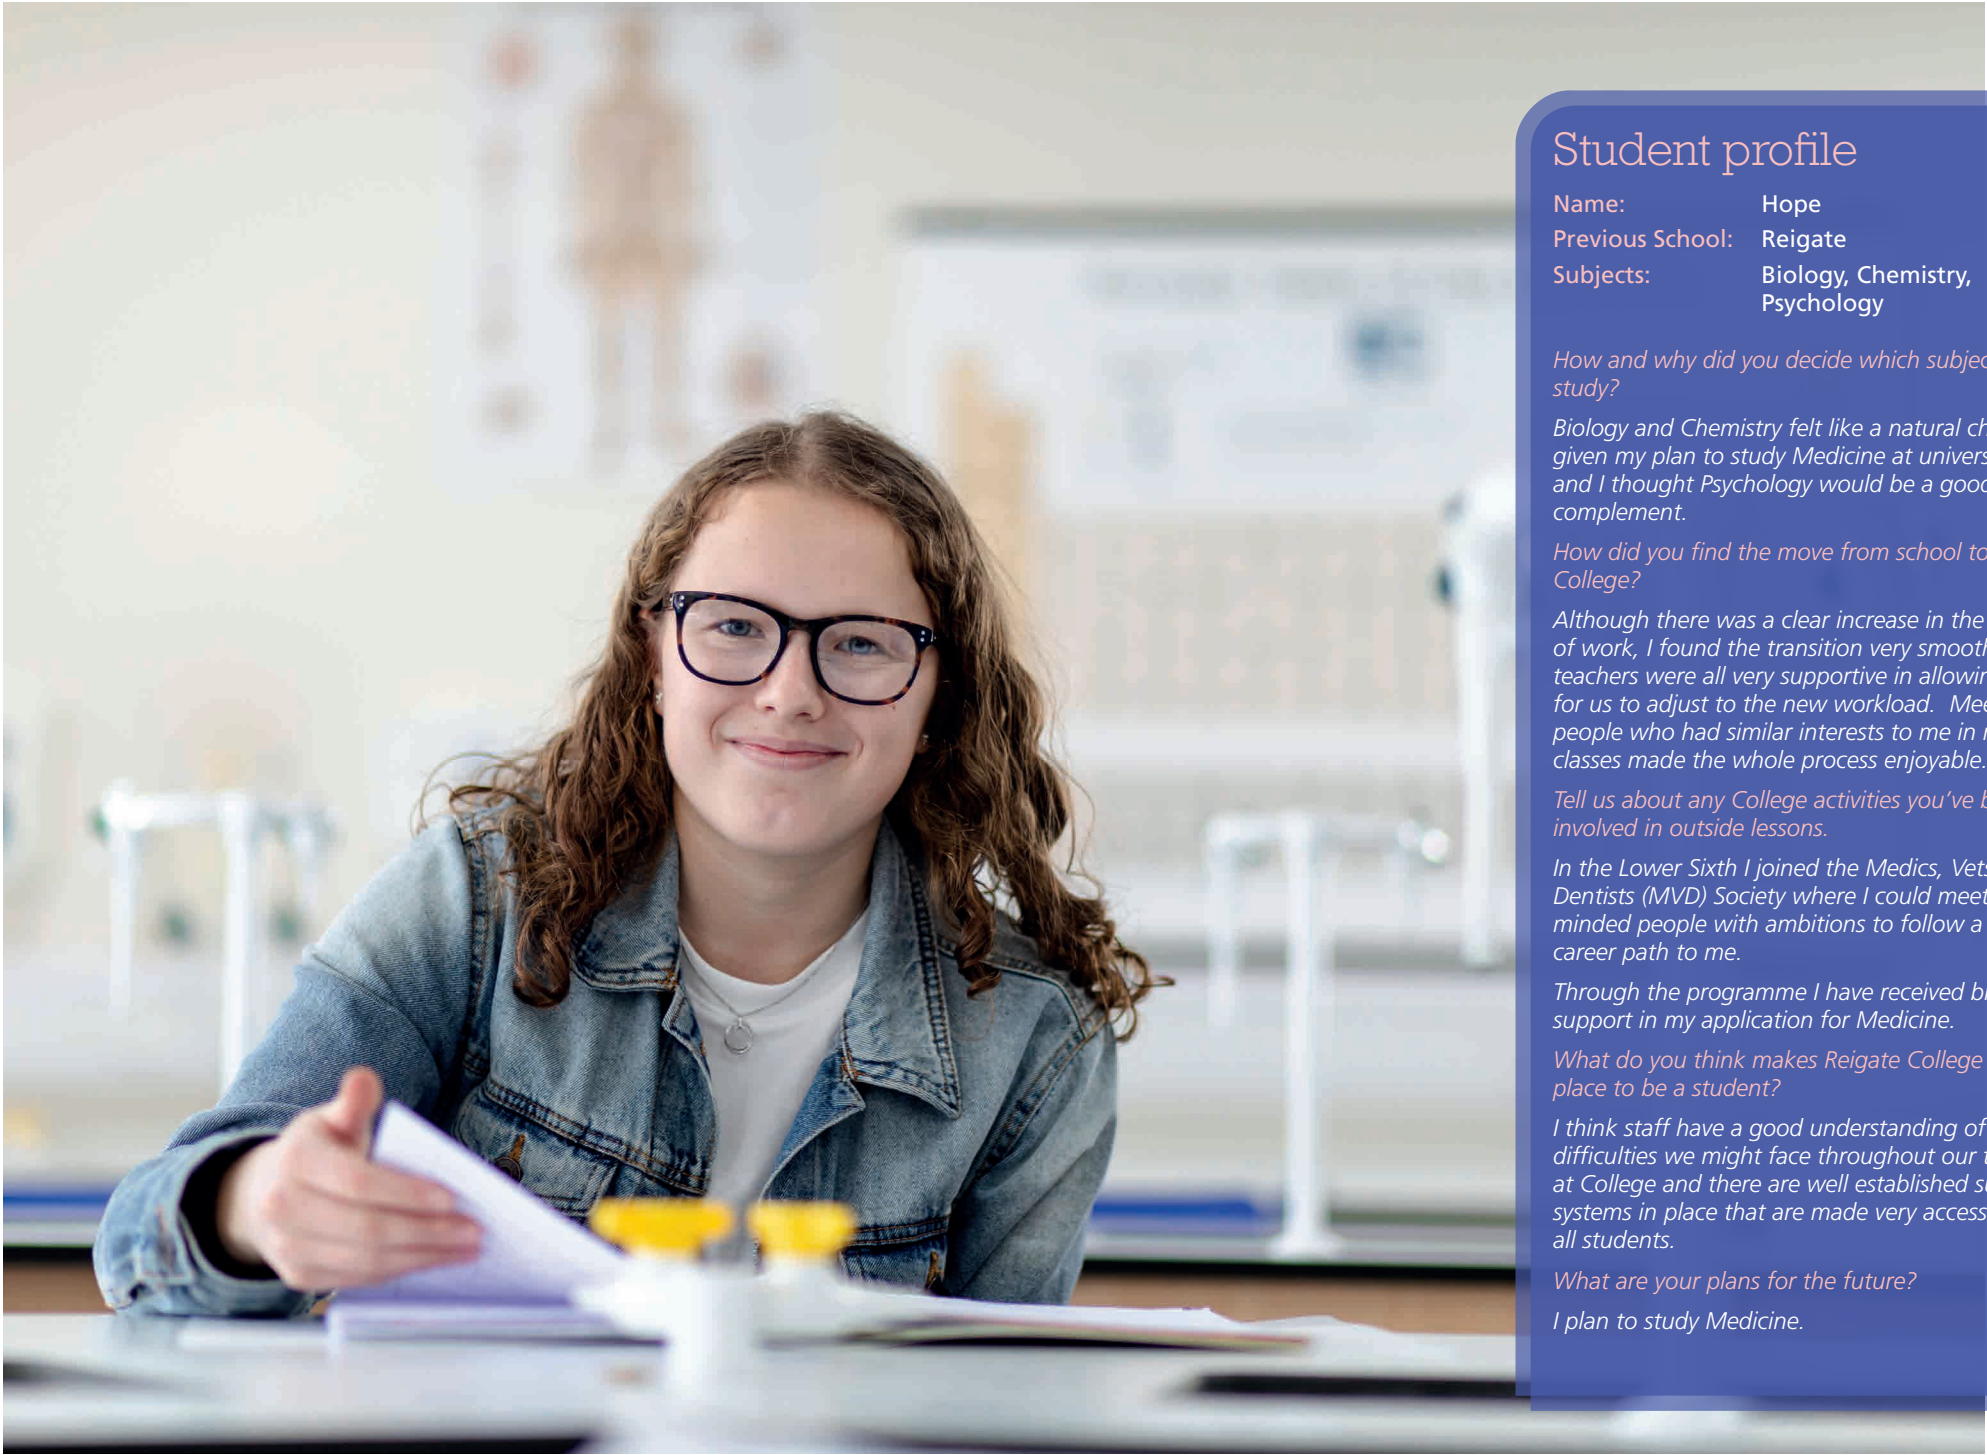 Student profile
Name: Hope
Previous School: Reigate
Subjects: Biology, Chemistry,
Psychology
How and why did you decide which
study?
Biology and Chemistry felt like a natural
given my plan to study Medicine at
and I thought Psychology would be a
complement.
How did you find the move from school to
College?
Although there was a clear increase in the
of work, I found the transition very
teachers were all very supportive in
for us to adjust to the new workload. 
people who had similar interests to me in
classes made the whole process enjoyable.
Tell us about any College activities you've
involved in outside lessons.
In the Lower Sixth I joined the Medics,
Dentists (MVD) Society where I could meet
minded people with ambitions to follow a
career path to me.
Through the programme I have received
support in my application for Medicine.
What do you think makes Reigate College
place to be a student?
I think staff have a good understanding of
difficulties we might face throughout our
at College and there are well established
systems in place that are made very
all students.
What are your plans for the future?
I plan to study Medicine.